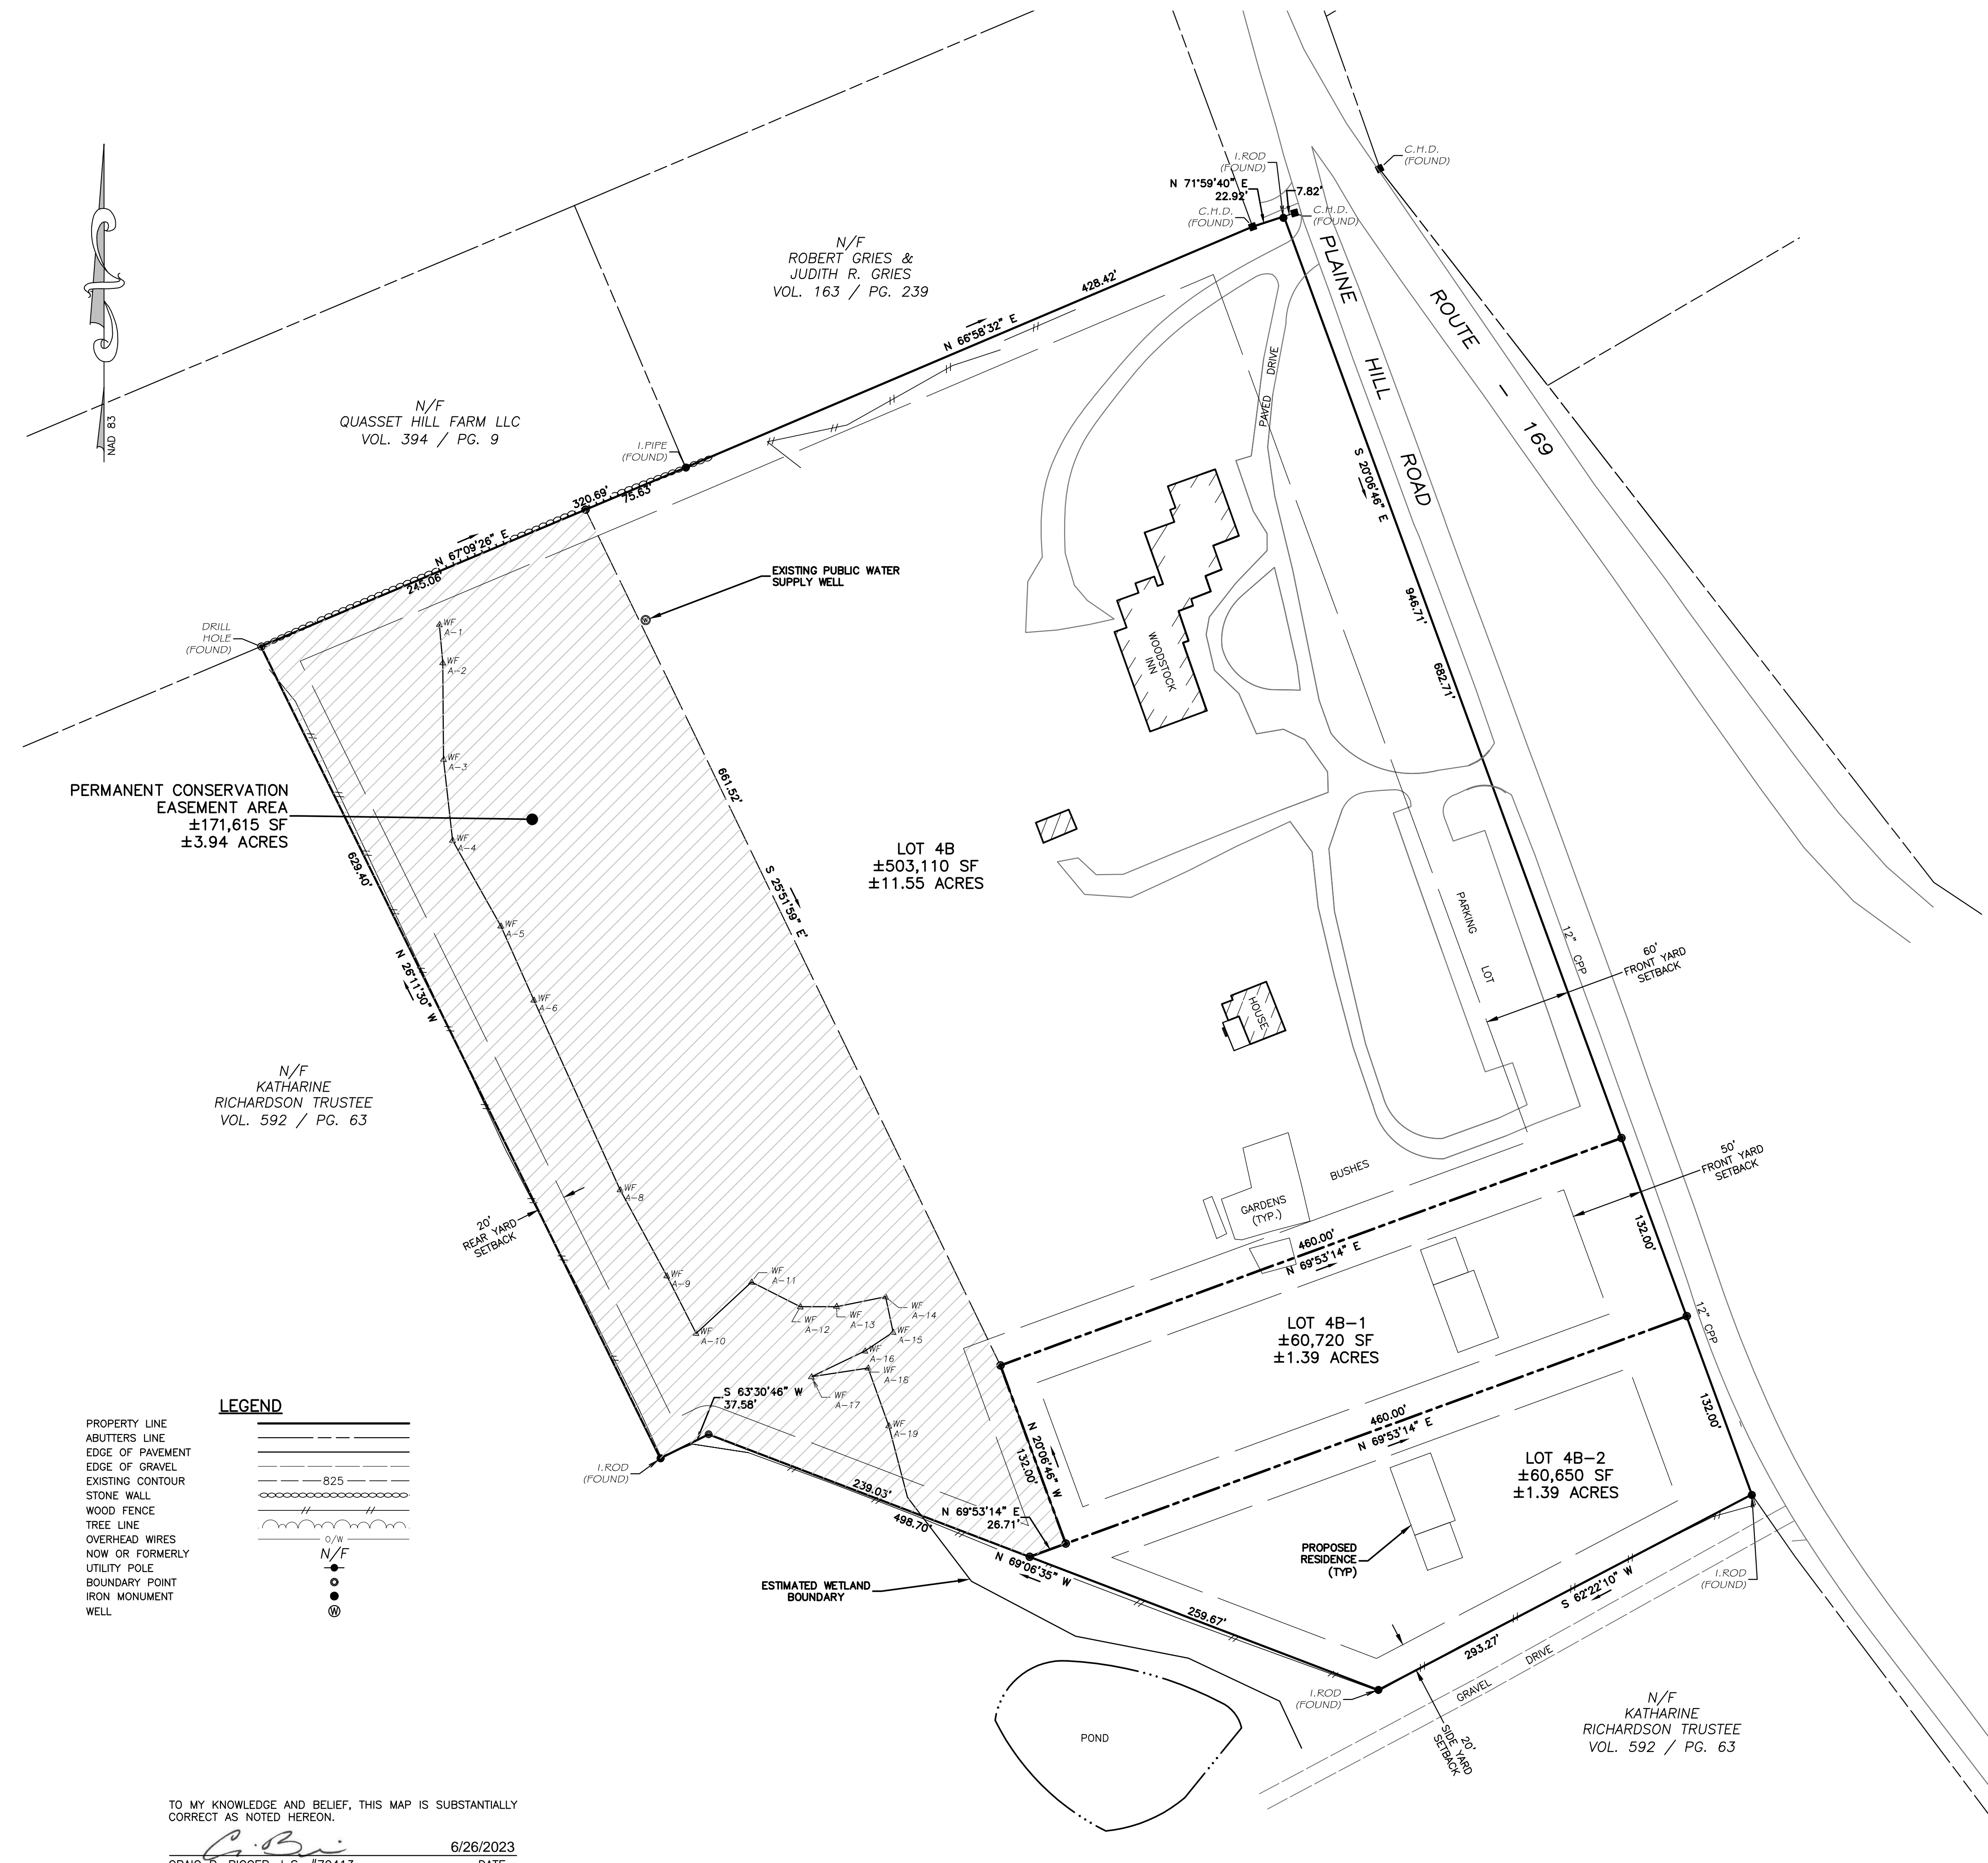 C.H.D.
(FOUND)
I.ROD
(FOUND)
N 71°59'40" E
22.92'
7.82'
C.H.D.
(FOUND)
C.H.D.
(FOUND)
PLAINE HILL ROAD
ROUTE - 169
N/F
ROBERT GRIES &
JUDITH R. GRIES
VOL. 163 / PG. 239
428.42'
N 66°58'32" E
NAD 83
N/F
QUASSET HILL FARM LLC
VOL. 394 / PG. 9
I.PIPE
(FOUND)
PAVED DRIVE
S 20°06'46" E
946.71'
682.71'
320.69'
75.63'
N 67°09'26" E
245.06'
EXISTING PUBLIC WATER
SUPPLY WELL
W
DRILL
HOLE
(FOUND)
WF
A-1
WF
A-2
WF
A-3
WF
A-4
WF
A-5
WF
A-6
WF
A-8
WF
A-9
WF
A-10
WF
A-11
WF
A-12
WF
A-13
WF
A-14
WF
A-15
WF
A-16
WF
A-17
WF
A-18
WF
A-19
WOODSTOCK
INN
PERMANENT CONSERVATION
EASEMENT AREA
±171,615 SF
±3.94 ACRES
661.52'
S 25°51'59" E'
629.40'
N 26°11'30" W
LOT 4B
±503,110 SF
±11.55 ACRES
PARKING LOT
12" CPP
60'
FRONT YARD
SETBACK
HOUSE
N/F
KATHARINE
RICHARDSON TRUSTEE
VOL. 592 / PG. 63
20'
REAR YARD
SETBACK
BUSHES
GARDENS
(TYP.)
50'
FRONT YARD
SETBACK
132.00'
460.00'
N 69°53'14" E
LOT 4B-1
±60,720 SF
±1.39 ACRES
12" CPP
132.00'
460.00'
N 69°53'14" E
N 20°06'46" W
132.00'
LOT 4B-2
±60,650 SF
±1.39 ACRES
S 63°30'46" W
37.58'
I.ROD
(FOUND)
239.03'
498.70'
N 69°53'14" E
26.71'
N 69°06'35" W
259.67'
ESTIMATED WETLAND
BOUNDARY
PROPOSED
RESIDENCE
(TYP)
S 62°22'10" W
293.27'
I.ROD
(FOUND)
I.ROD
(FOUND)
GRAVEL DRIVE
20'
SIDE YARD
SETBACK
POND
N/F
KATHARINE
RICHARDSON TRUSTEE
VOL. 592 / PG. 63
LEGEND
PROPERTY LINE
ABUTTERS LINE
EDGE OF PAVEMENT
EDGE OF GRAVEL
EXISTING CONTOUR 825
STONE WALL
WOOD FENCE
TREE LINE
OVERHEAD WIRES O/W
NOW OR FORMERLY N/F
UTILITY POLE
BOUNDARY POINT
IRON MONUMENT
WELL W
TO MY KNOWLEDGE AND BELIEF, THIS MAP IS SUBSTANTIALLY
CORRECT AS NOTED HEREON.
6/26/2023